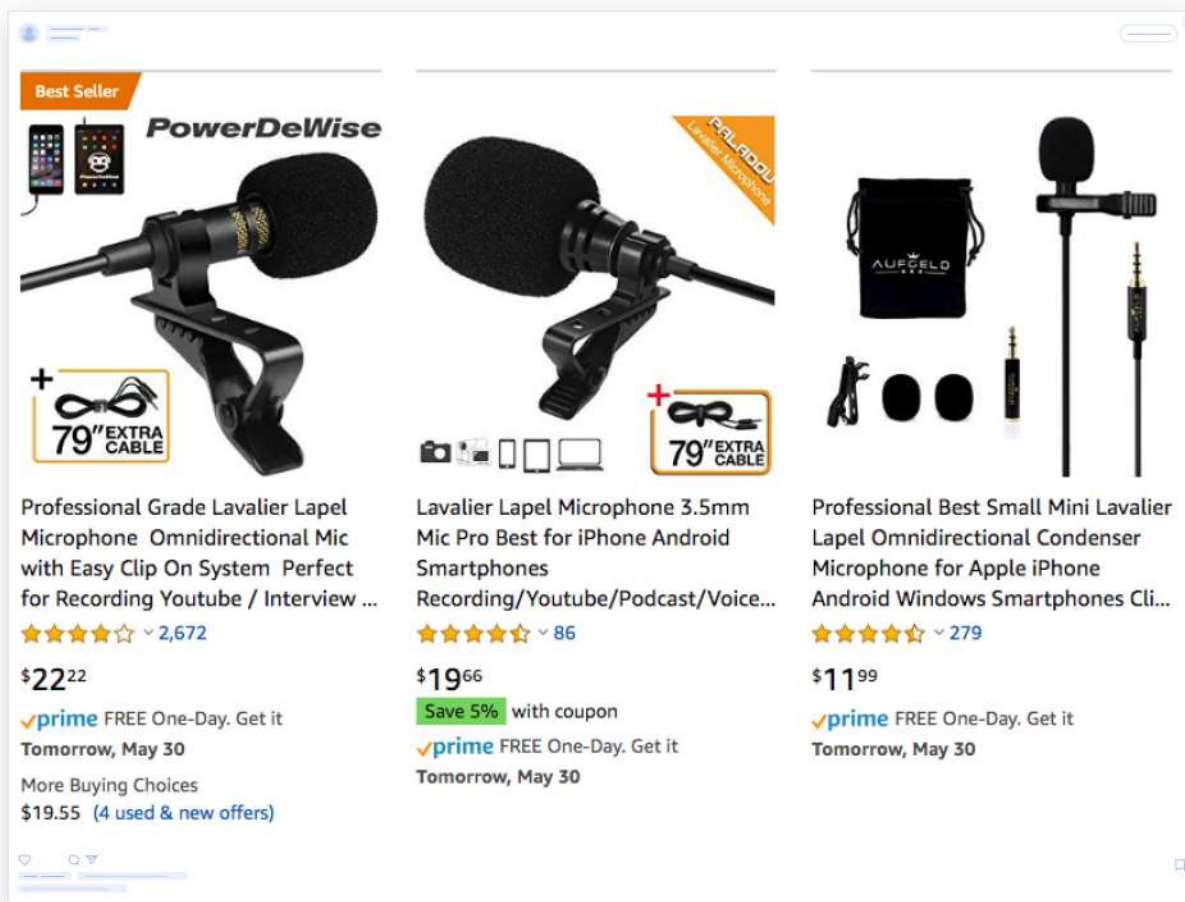 Best Seller
PowerDeWise
79" EXTRA
CABLE
Professional Grade Lavalier Lapel
Microphone Omnidirectional Mic
with Easy Clip On System Perfect
for Recording Youtube / Interview ...
2,672
$22 22
prime FREE One-Day. Get it
Tomorrow, May 30
More Buying Choices
$19.55 (4 used & new offers)
PALADOU
Lavalier Microphone
79" EXTRA
CABLE
Lavalier Lapel Microphone 3.5mm
Mic Pro Best for iPhone Android
Smartphones
Recording/Youtube/Podcast/Voice...
86
$19 66
Save 5% with coupon
prime FREE One-Day. Get it
Tomorrow, May 30
AUFGELD
Professional Best Small Mini Lavalier
Lapel Omnidirectional Condenser
Microphone for Apple iPhone
Android Windows Smartphones Cli...
279
$11 99
prime FREE One-Day. Get it
Tomorrow, May 30